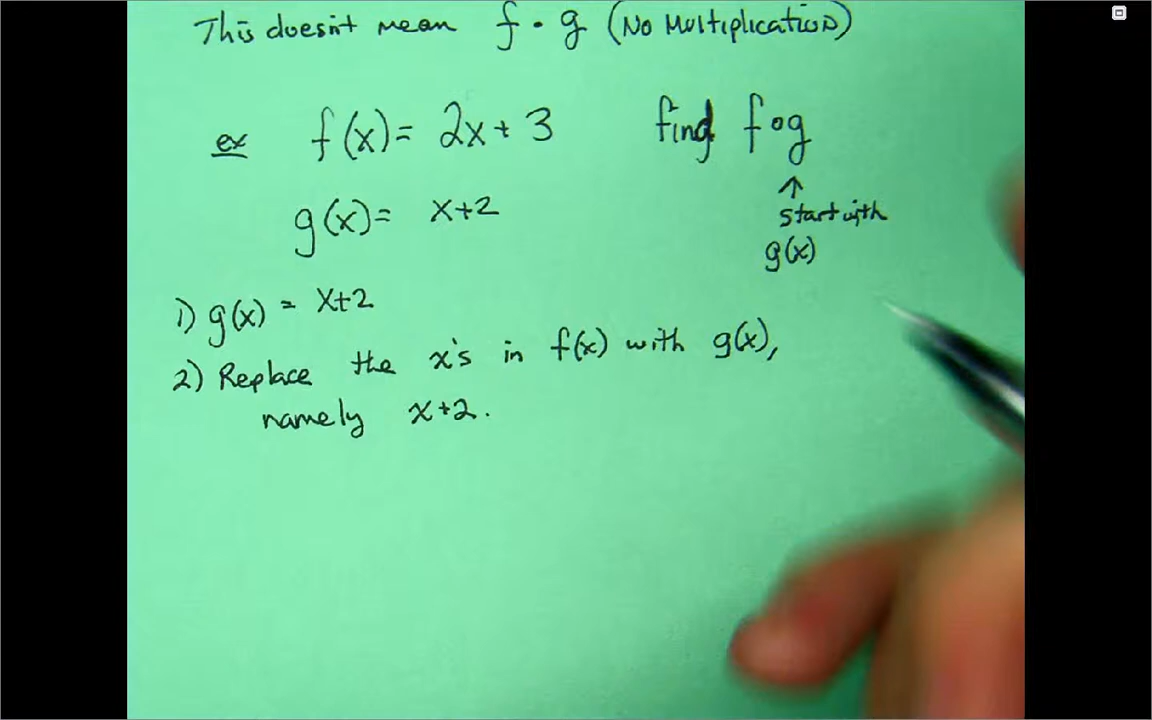 This doesn't mean f • g (No Multiplication)
ex f(x) = 2x + 3 find f∘g
g(x) = x+2
↑
start with
g(x)
1) g(x) = x+2
2) Replace the x's in f(x) with g(x),
namely x+2.